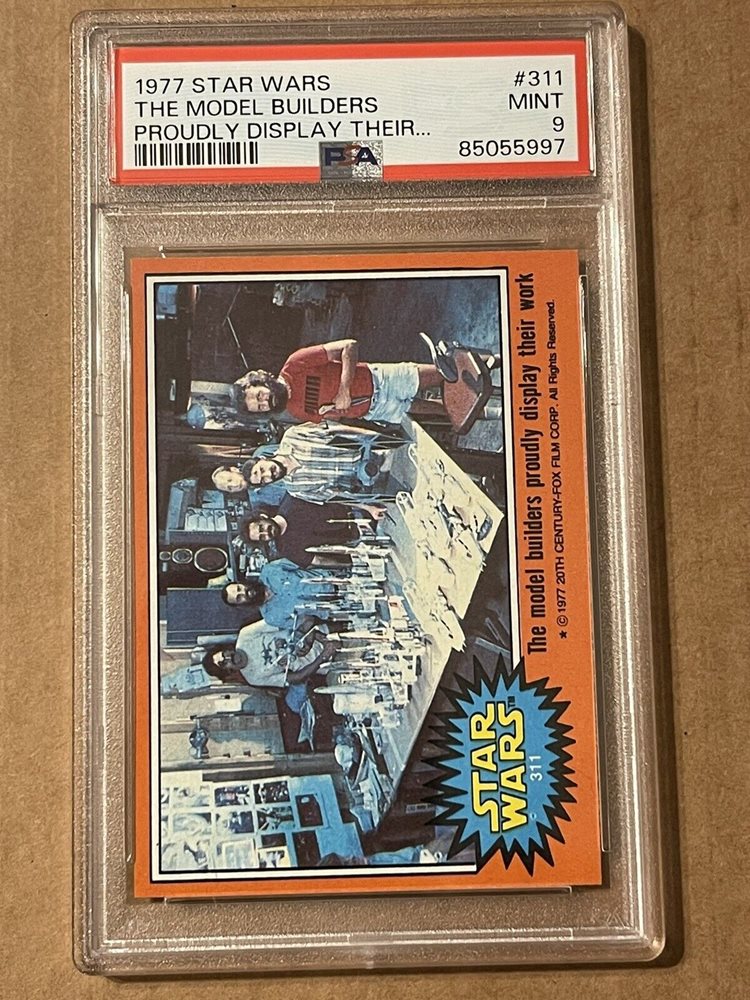 1977 STAR WARS
#311
THE MODEL BUILDERS
MINT
PROUDLY DISPLAY THEIR...
9
PSA
85055997
The model builders proudly display their work
★ © 1977 20TH CENTURY-FOX FILM CORP. All Rights Reserved.
STAR
WARS™
311